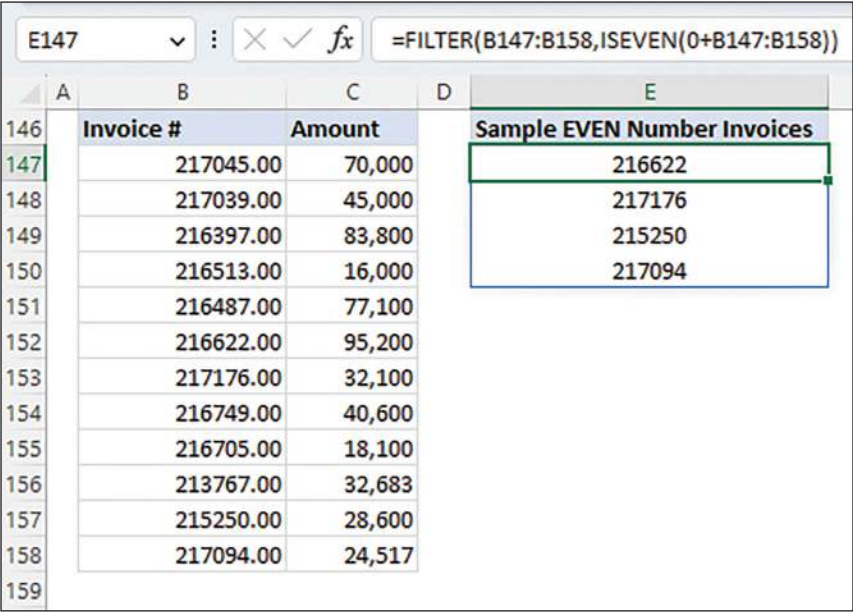 E147 fx =FILTER(B147:B158,ISEVEN(0+B147:B158))
A B C D E
146 Invoice # Amount Sample EVEN Number Invoices
147 217045.00 70,000 216622
148 217039.00 45,000 217176
149 216397.00 83,800 215250
150 216513.00 16,000 217094
151 216487.00 77,100
152 216622.00 95,200
153 217176.00 32,100
154 216749.00 40,600
155 216705.00 18,100
156 213767.00 32,683
157 215250.00 28,600
158 217094.00 24,517
159